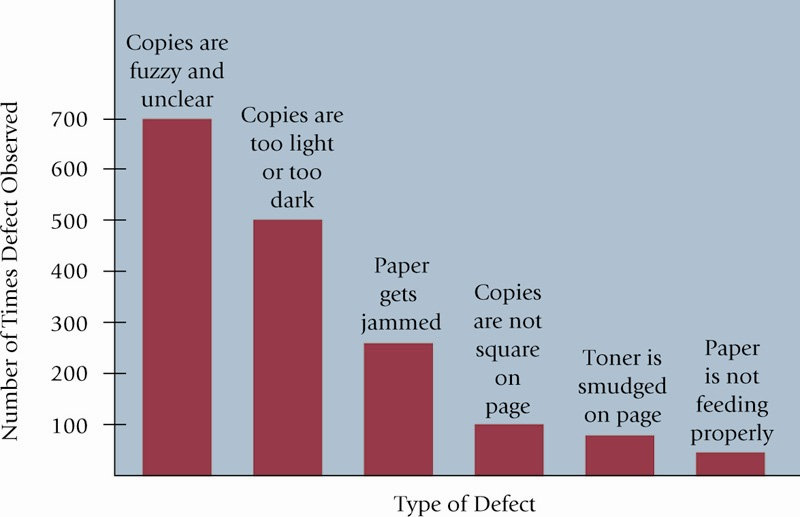 Number of Times Defect Observed
700
600
500
400
300
200
100
Copies are
fuzzy and
unclear
Copies are
too light
or too
dark
Paper
gets
jammed
Copies
are not
square
on
page
Toner is
smudged
on page
Paper
is not
feeding
properly
Type of Defect